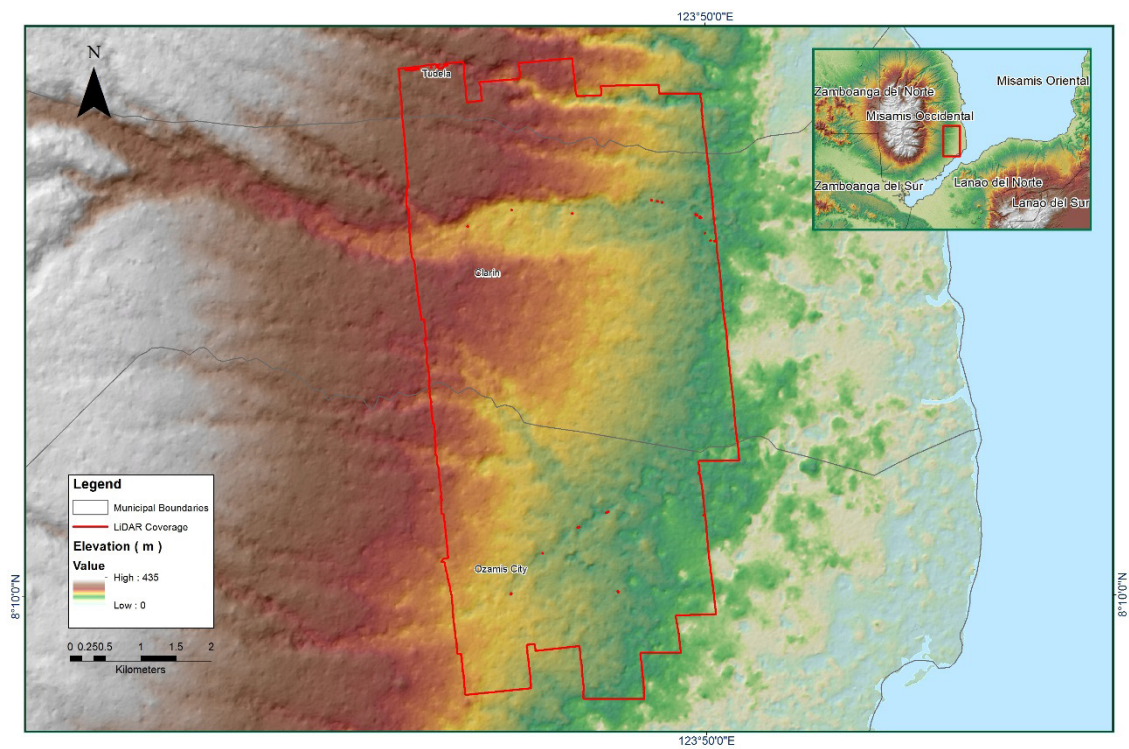 123°50'0"E
N
Tudela
Misamis Oriental
Zamboanga del Norte
Misamis Occidental
Zamboanga del Sur
Lanao del Norte
Lanao del Sur
Clarin
Legend
Municipal Boundaries
LiDAR Coverage
Elevation ( m )
Value
High : 435
Low : 0
Ozamis City
8°10'0"N
8°10'0"N
0 0.250.5 1 1.5 2
Kilometers
123°50'0"E